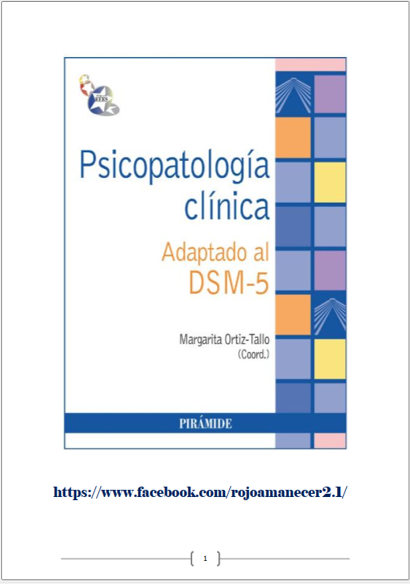 Psicopatología
clínica
Adaptado al
DSM-5
Margarita Ortiz-Tallo
(Coord.)
PIRÁMIDE
https://www.facebook.com/rojoamanecer2.1/
1